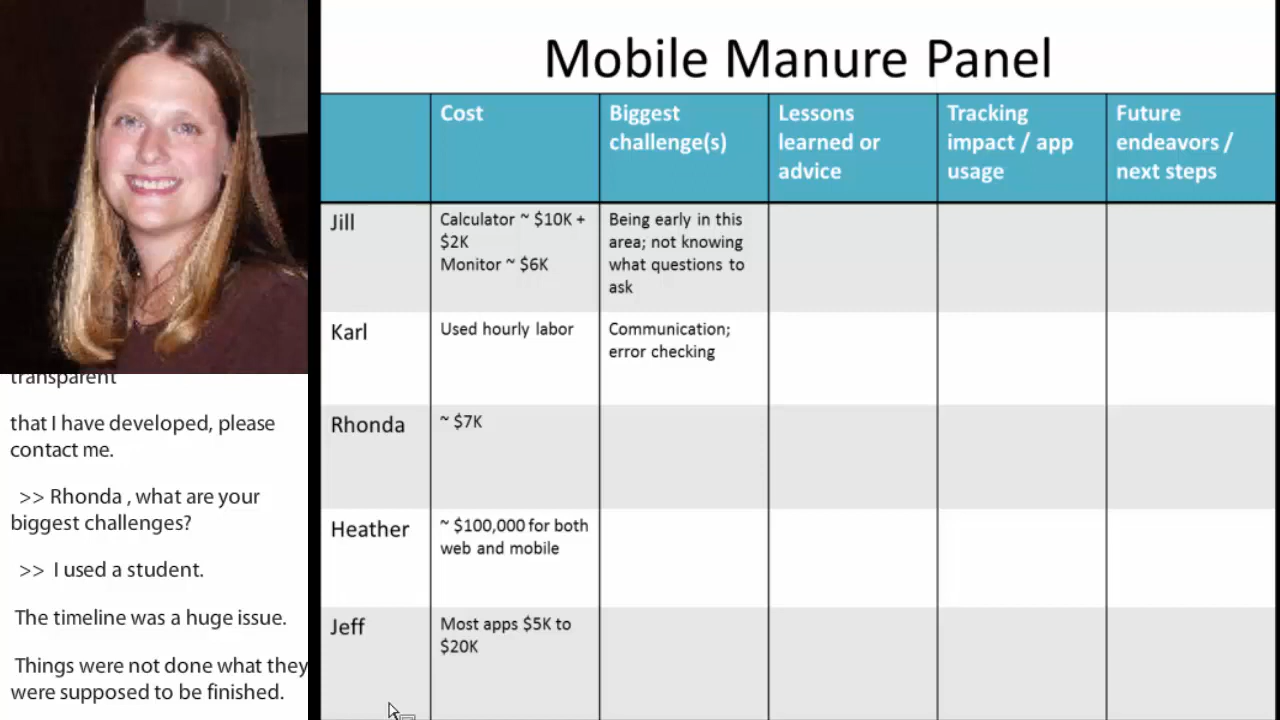 Mobile Manure Panel
Cost
Biggest
challenge(s)
Lessons
learned or
advice
Tracking
impact / app
usage
Future
endeavors /
next steps
Jill
Calculator ~ $10K +
$2K
Monitor ~ $6K
Being early in this
area; not knowing
what questions to
ask
Karl
Used hourly labor
Communication;
error checking
Rhonda
~ $7K
Heather
~ $100,000 for both
web and mobile
Jeff
Most apps $5K to
$20K
transparent
that I have developed, please
contact me.
>> Rhonda , what are your
biggest challenges?
>> I used a student.
The timeline was a huge issue.
Things were not done what they
were supposed to be finished.